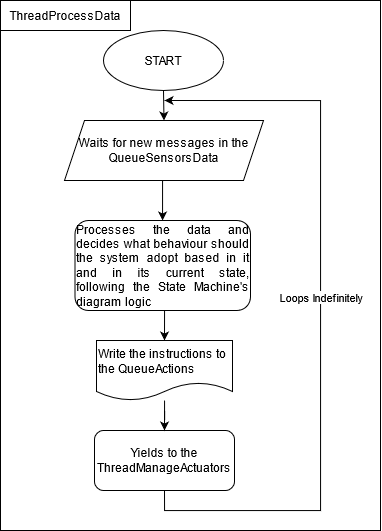 ThreadProcessData
START
Waits for new messages in the
QueueSensorsData
Processes the data and
decides what behaviour should
the system adopt based in it
and in its current state,
following the State Machine's
diagram logic
Loops Indefinitely
Write the instructions to
the QueueActions
Yields to the
ThreadManageActuators